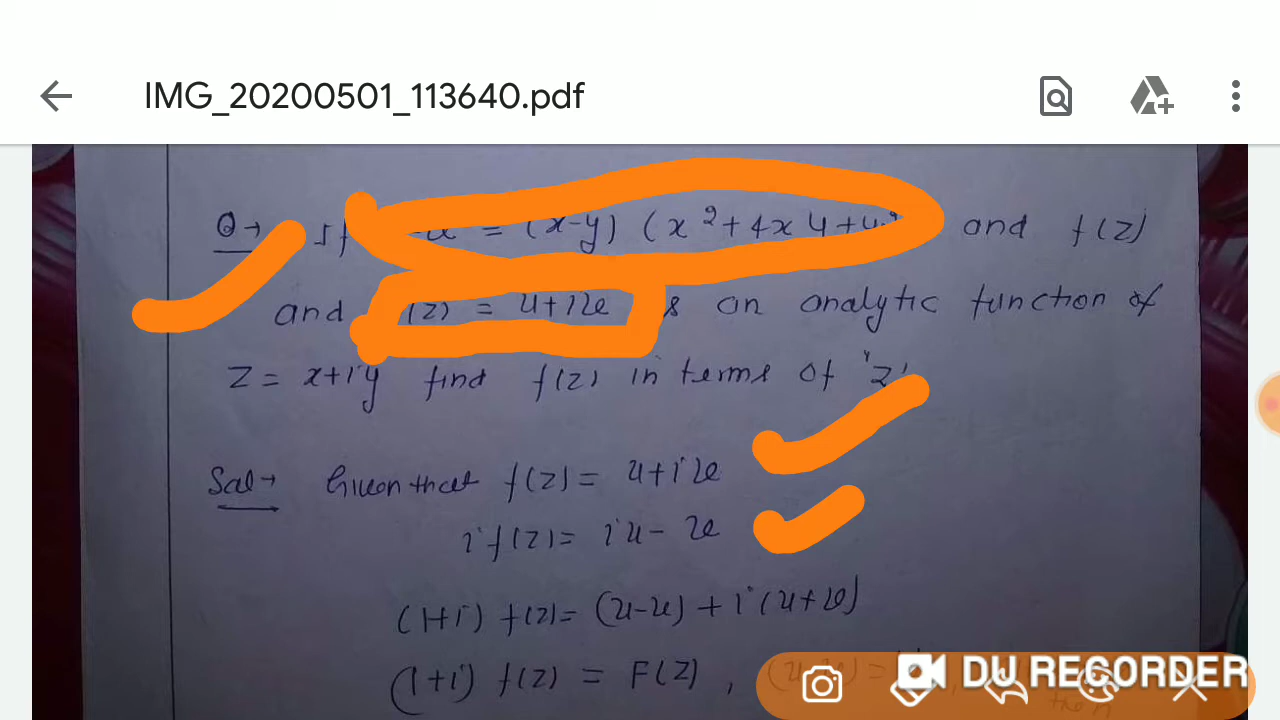 IMG_20200501_113640.pdf
Q→ If = (x-y) (x²+4xy+y² and f(z)
and (z) = u+iv is an analytic function of
z = x+iy find f(z) in terms of 'z'
Sol→ Given that f(z) = u+iv
i f(z) = iu - v
(1+i) f(z) = (u-v) + i(u+v)
(1+i) f(z) = F(z) ,
DU RECORDER